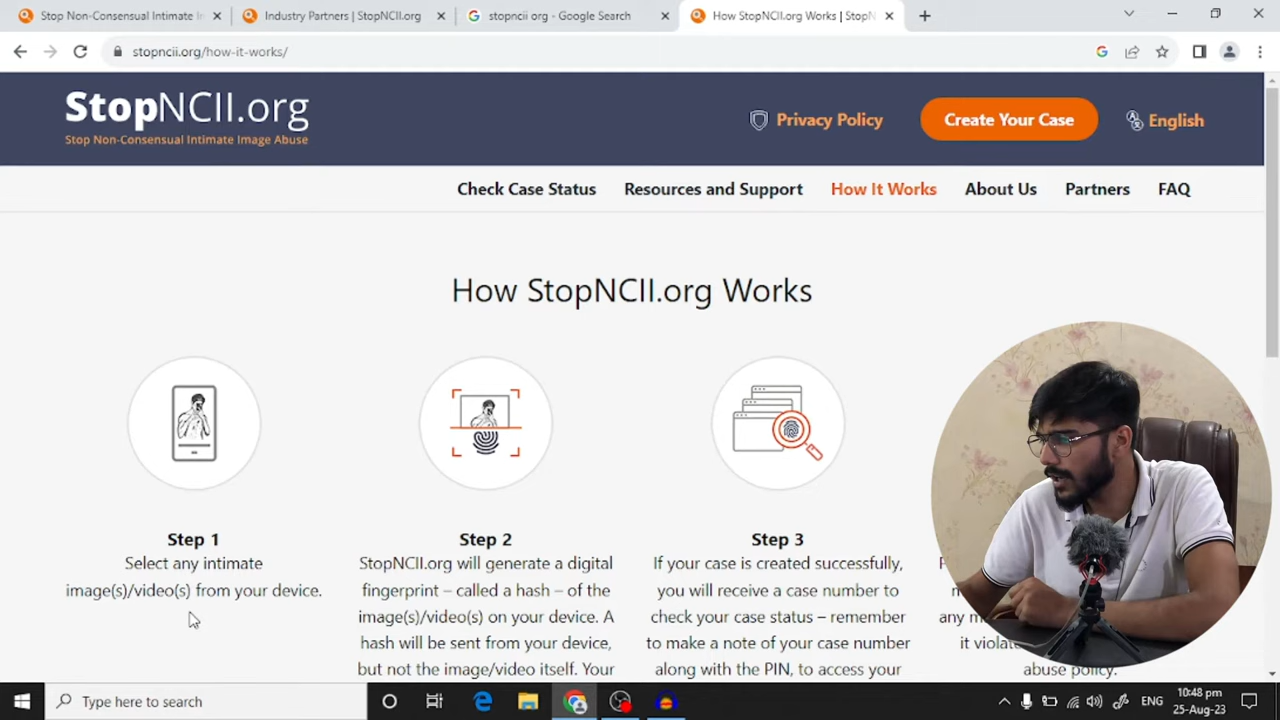 Stop Non-Consensual Intimate I
Industry Partners | StopNCII.org
stopncii org - Google Search
How StopNCII.org Works | StopN
stopncii.org/how-it-works/
StopNCII.org
Stop Non-Consensual Intimate Image Abuse
Privacy Policy
Create Your Case
English
Check Case Status
Resources and Support
How It Works
About Us
Partners
FAQ
How StopNCII.org Works
Step 1
Select any intimate
image(s)/video(s) from your device.
Step 2
StopNCII.org will generate a digital
fingerprint – called a hash – of the
image(s)/video(s) on your device. A
hash will be sent from your device,
but not the image/video itself. Your
Step 3
If your case is created successfully,
you will receive a case number to
check your case status – remember
to make a note of your case number
along with the PIN, to access your
it
abuse policy.
Type here to search
ENG
10:48 pm
25-Aug-23